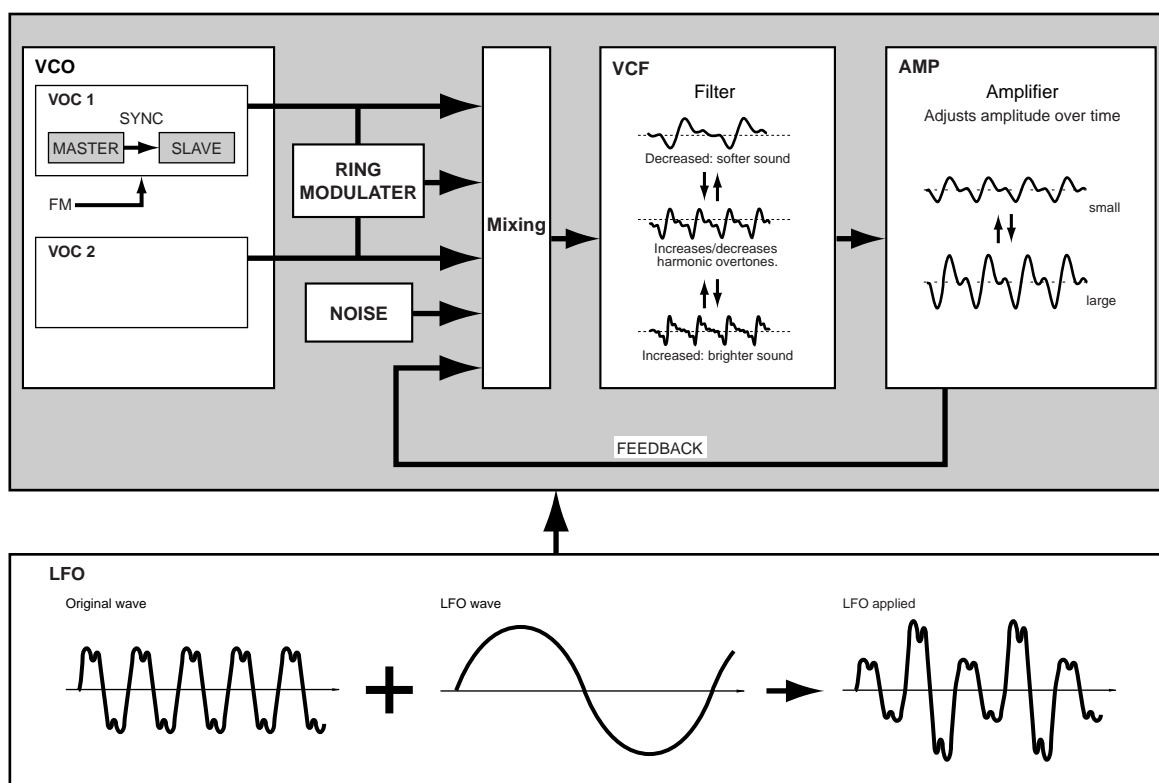 VCO
VOC 1
SYNC
MASTER
SLAVE
FM
VOC 2
RING
MODULATER
NOISE
Mixing
VCF
Filter
Decreased: softer sound
Increases/decreases
harmonic overtones.
Increased: brighter sound
AMP
Amplifier
Adjusts amplitude over time
small
large
FEEDBACK
LFO
Original wave
LFO wave
LFO applied